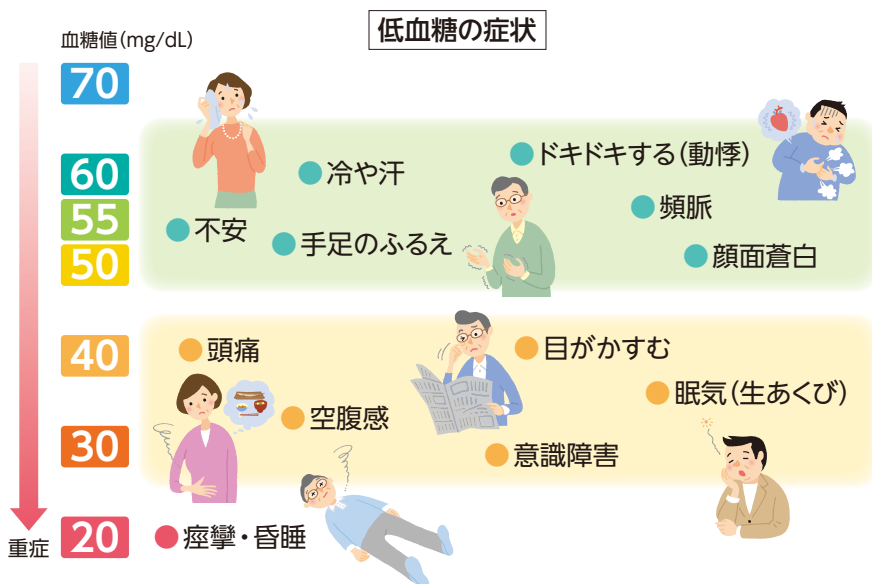 低血糖の症状
血糖値(mg/dL)
70
60
55
50
冷や汗
ドキドキする(動悸)
不安
手足のふるえ
頻脈
顔面蒼白
40
30
頭痛
目がかすむ
空腹感
眠気(生あくび)
意識障害
重症
20
痙攣・昏睡